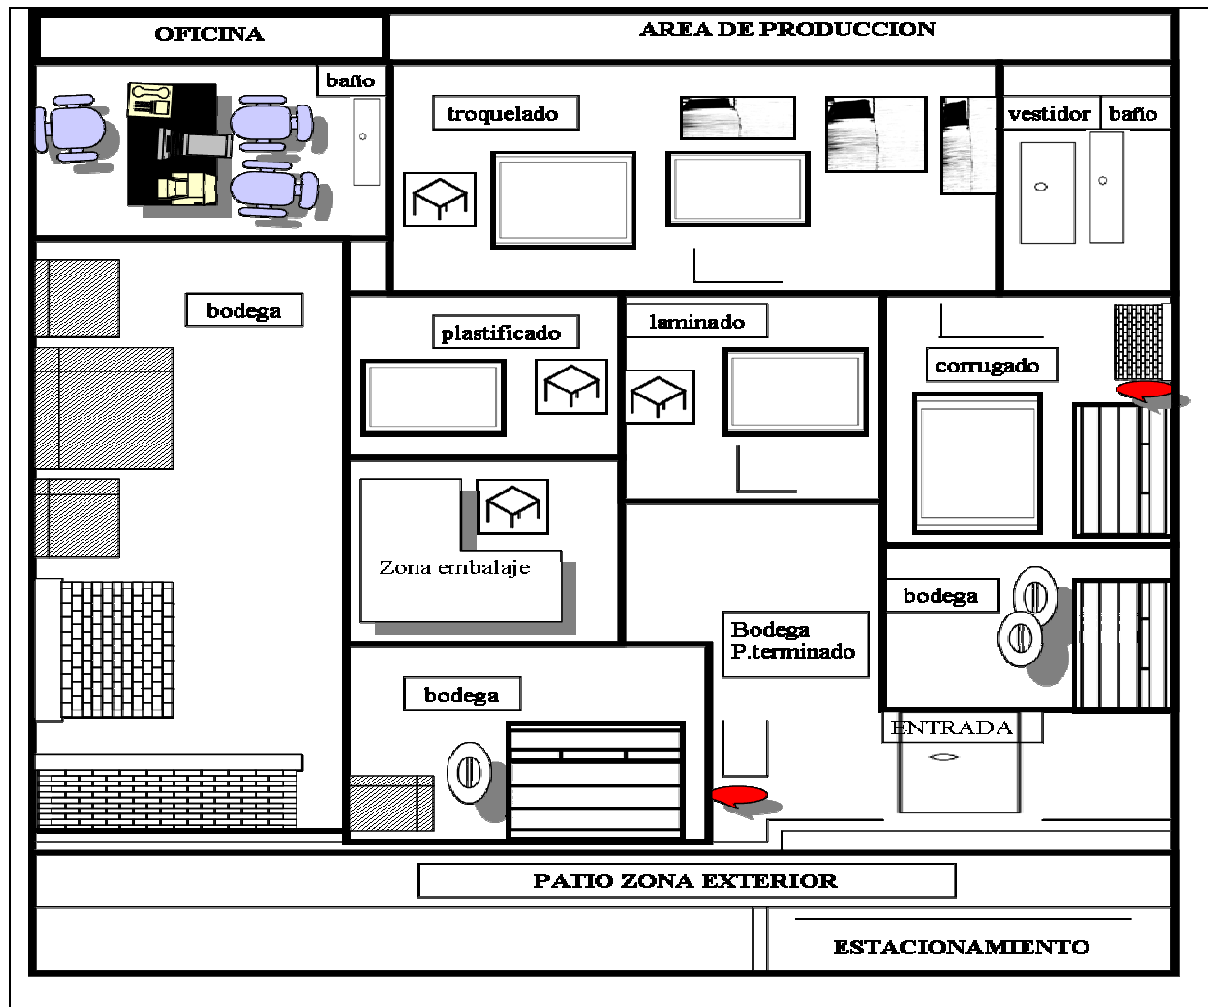 OFICINA
AREA DE PRODUCCION
baño
troquelado
vestidor
baño
bodega
plastificado
laminado
corrugado
Zona embalaje
bodega
Bodega
P.terminado
bodega
ENTRADA
PATIO ZONA EXTERIOR
ESTACIONAMIENTO